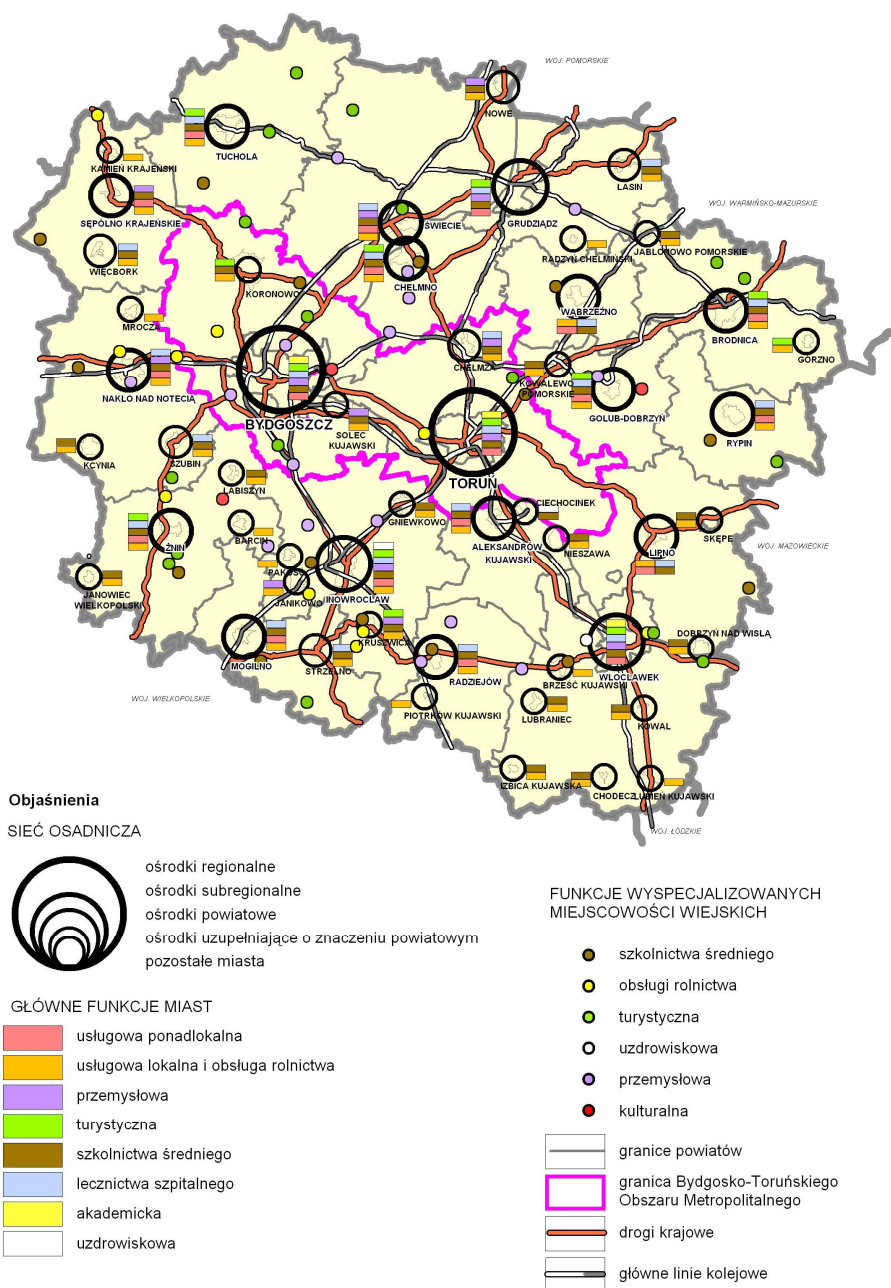 WOJ. POMORSKIE
NOWE
TUCHOLA
KAMIEŃ KRAJEŃSKI
LASIN
SĘPÓLNO KRAJEŃSKIE
ŚWIECIE
GRUDZIĄDZ
WOJ. WARMIŃSKO-MAZURSKIE
WIĘCBORK
RADZYŃ CHEŁMIŃSKI
JABŁONOWO POMORSKIE
CHEŁMNO
KORONOWO
WĄBRZEŹNO
MROCZA
BRODNICA
GÓRZNO
CHEŁMŻA
KOWALEWO
POMORSKIE
NAKŁO NAD NOTECIĄ
GOLUB-DOBRZYŃ
BYDGOSZCZ
SOLEC
KUJAWSKI
RYPIN
SZUBIN
KCYNIA
TORUŃ
ŁABISZYN
CIECHOCINEK
GNIEWKOWO
BARCIN
ŻNIN
ALEKSANDRÓW
KUJAWSKI
NIESZAWA
LIPNO
SKĘPE
WOJ. MAZOWIECKIE
PAKOŚĆ
JANOWIEC
WIELKOPOLSKI
INOWROCŁAW
JANIKOWO
KRUSZWICA
DOBRZYŃ NAD WISŁĄ
MOGILNO
STRZELNO
RADZIEJÓW
WŁOCŁAWEK
BRZEŚĆ KUJAWSKI
WOJ. WIELKOPOLSKIE
PIOTRKÓW KUJAWSKI
LUBRANIEC
KOWAL
IZBICA KUJAWSKA
CHODECZ
LUBIEŃ KUJAWSKI
WOJ. ŁÓDZKIE
Objaśnienia
SIEĆ OSADNICZA
ośrodki regionalne
ośrodki subregionalne
ośrodki powiatowe
ośrodki uzupełniające o znaczeniu powiatowym
pozostałe miasta
GŁÓWNE FUNKCJE MIAST
usługowa ponadlokalna
usługowa lokalna i obsługa rolnictwa
przemysłowa
turystyczna
szkolnictwa średniego
lecznictwa szpitalnego
akademicka
uzdrowiskowa
FUNKCJE WYSPECJALIZOWANYCH
MIEJSCOWOŚCI WIEJSKICH
szkolnictwa średniego
obsługi rolnictwa
turystyczna
uzdrowiskowa
przemysłowa
kulturalna
granice powiatów
granica Bydgosko-Toruńskiego
Obszaru Metropolitalnego
drogi krajowe
główne linie kolejowe